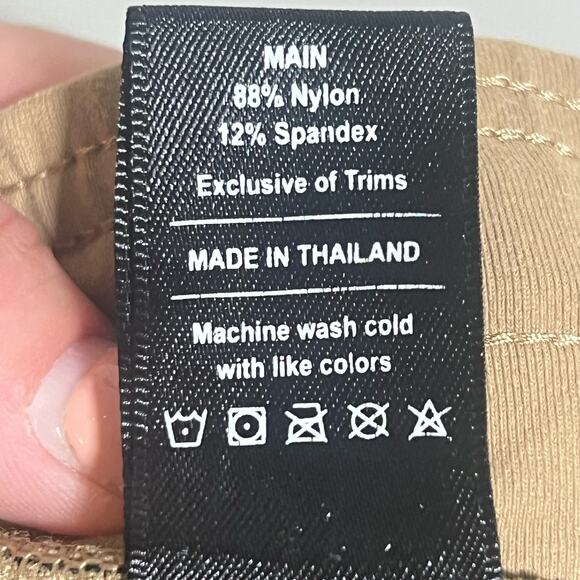 MAIN
88% Nylon
12% Spandex
Exclusive of Trims
MADE IN THAILAND
Machine wash cold
with like colors